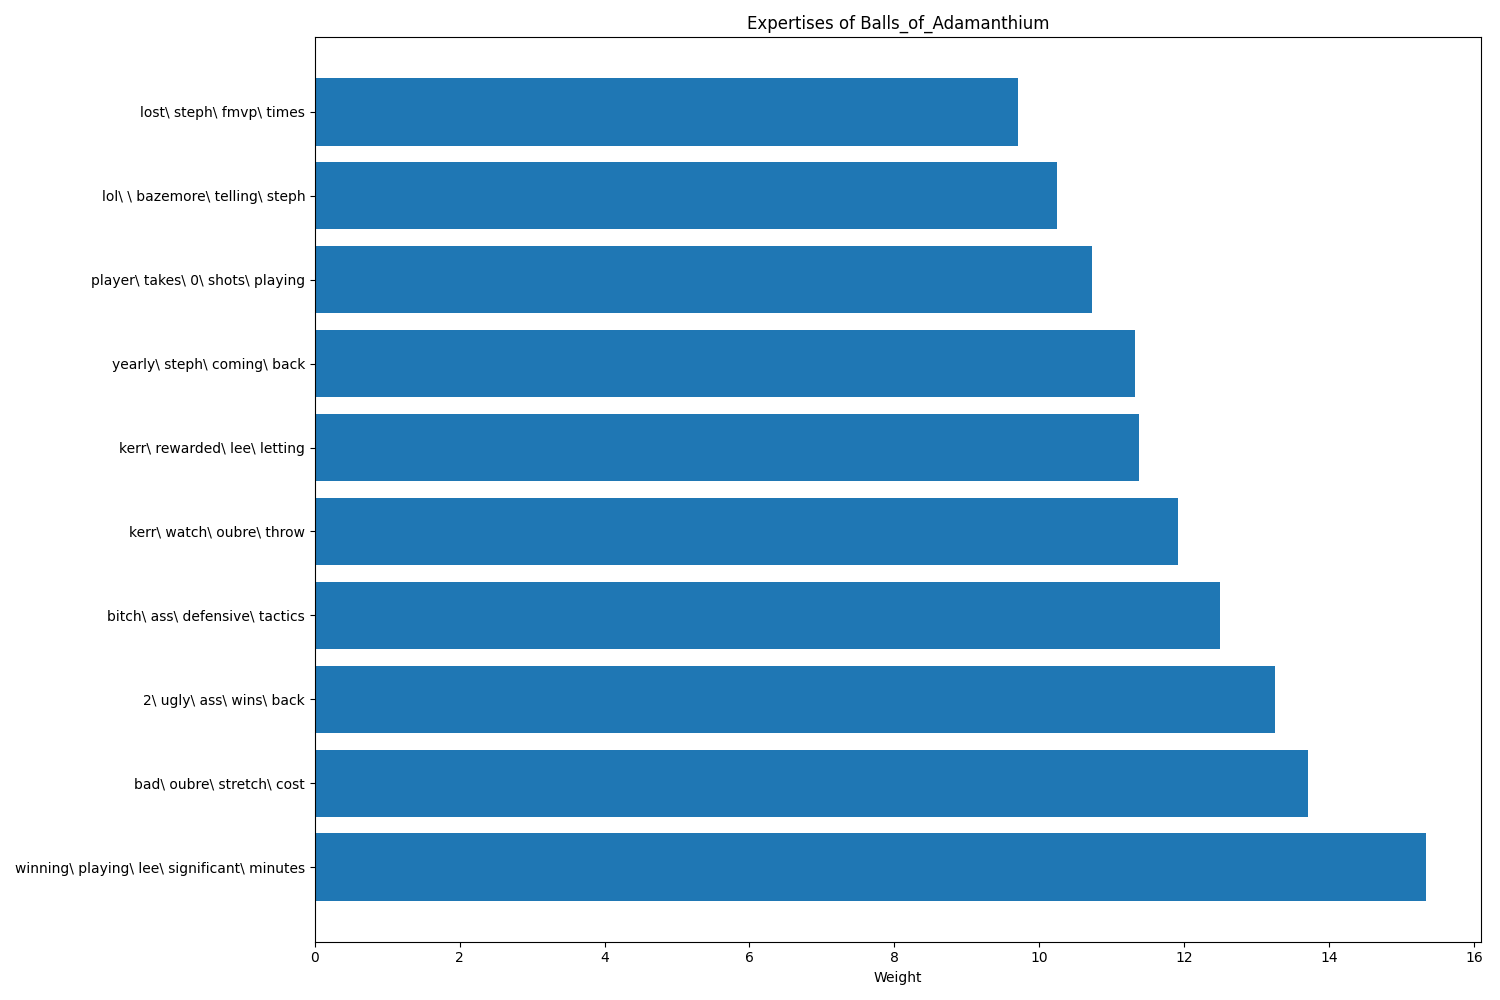 Expertises of Balls_of_Adamanthium
lost\ steph\ fmvp\ times
lol\ \ bazemore\ telling\ steph
player\ takes\ 0\ shots\ playing
yearly\ steph\ coming\ back
kerr\ rewarded\ lee\ letting
kerr\ watch\ oubre\ throw
bitch\ ass\ defensive\ tactics
2\ ugly\ ass\ wins\ back
bad\ oubre\ stretch\ cost
winning\ playing\ lee\ significant\ minutes
0 2 4 6 8 10 12 14 16
Weight